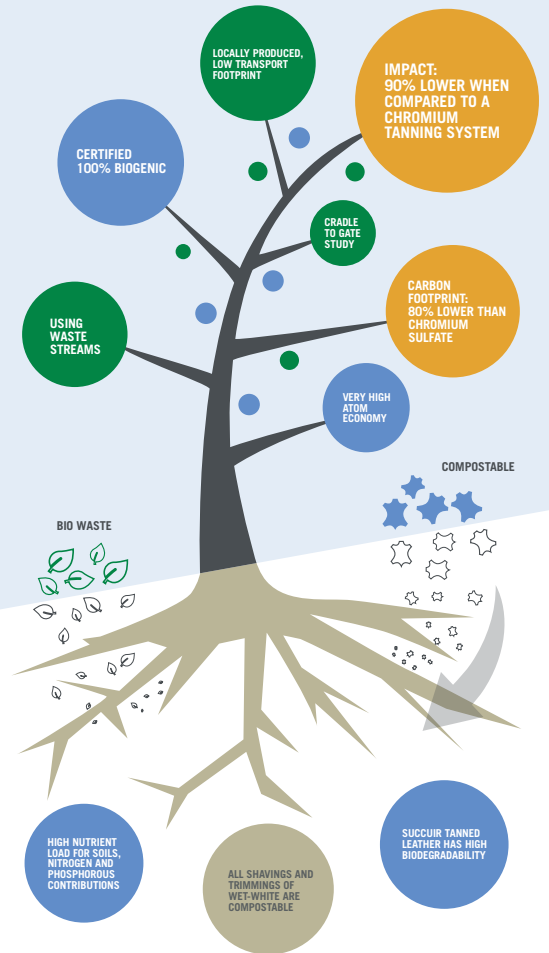 LOCALLY PRODUCED,
LOW TRANSPORT
FOOTPRINT
IMPACT:
90% LOWER WHEN
COMPARED TO A
CHROMIUM
TANNING SYSTEM
CERTIFIED
100% BIOGENIC
CRADLE
TO GATE
STUDY
USING
WASTE
STREAMS
CARBON
FOOTPRINT:
80% LOWER THAN
CHROMIUM
SULFATE
VERY HIGH
ATOM
ECONOMY
COMPOSTABLE
BIO WASTE
HIGH NUTRIENT
LOAD FOR SOILS,
NITROGEN AND
PHOSPHOROUS
CONTRIBUTIONS
ALL SHAVINGS AND
TRIMMINGS OF
WET-WHITE ARE
COMPOSTABLE
SUCCUIR TANNED
LEATHER HAS HIGH
BIODEGRADABILITY